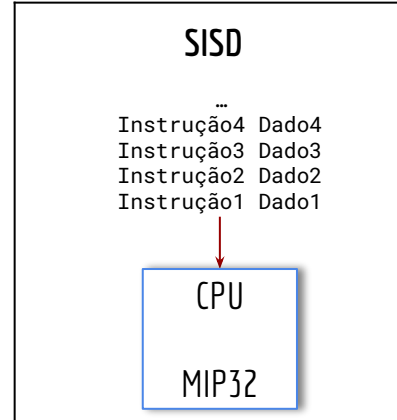 SISD
…
Instrução4 Dado4
Instrução3 Dado3
Instrução2 Dado2
Instrução1 Dado1
CPU
MIP32